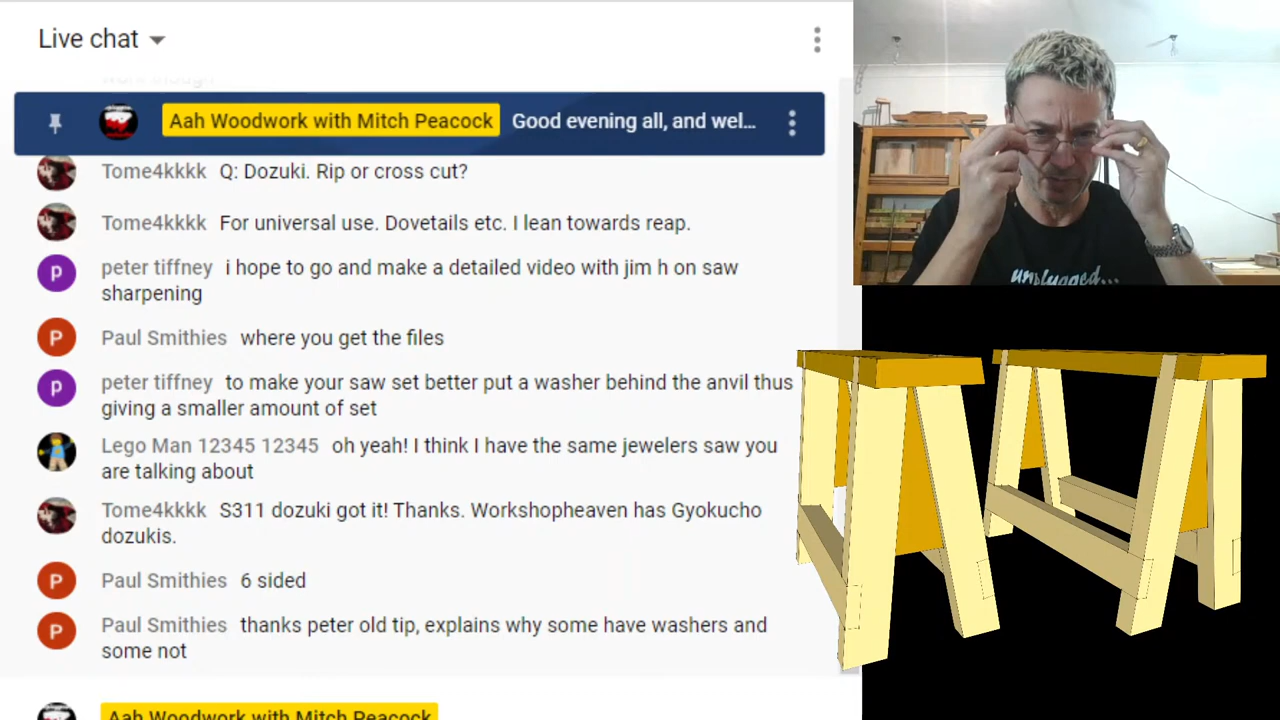 Live chat
Aah Woodwork with Mitch Peacock Good evening all, and wel...
Tome4kkkk Q: Dozuki. Rip or cross cut?
Tome4kkkk For universal use. Dovetails etc. I lean towards reap.
peter tiffney i hope to go and make a detailed video with jim h on saw
sharpening
Paul Smithies where you get the files
peter tiffney to make your saw set better put a washer behind the anvil thus
giving a smaller amount of set
Lego Man 12345 12345 oh yeah! I think I have the same jewelers saw you
are talking about
Tome4kkkk S311 dozuki got it! Thanks. Workshopheaven has Gyokucho
dozukis.
Paul Smithies 6 sided
Paul Smithies thanks peter old tip, explains why some have washers and
some not
Aah Woodwork with Mitch Peacock
P
P
P
P
P
unplugged...